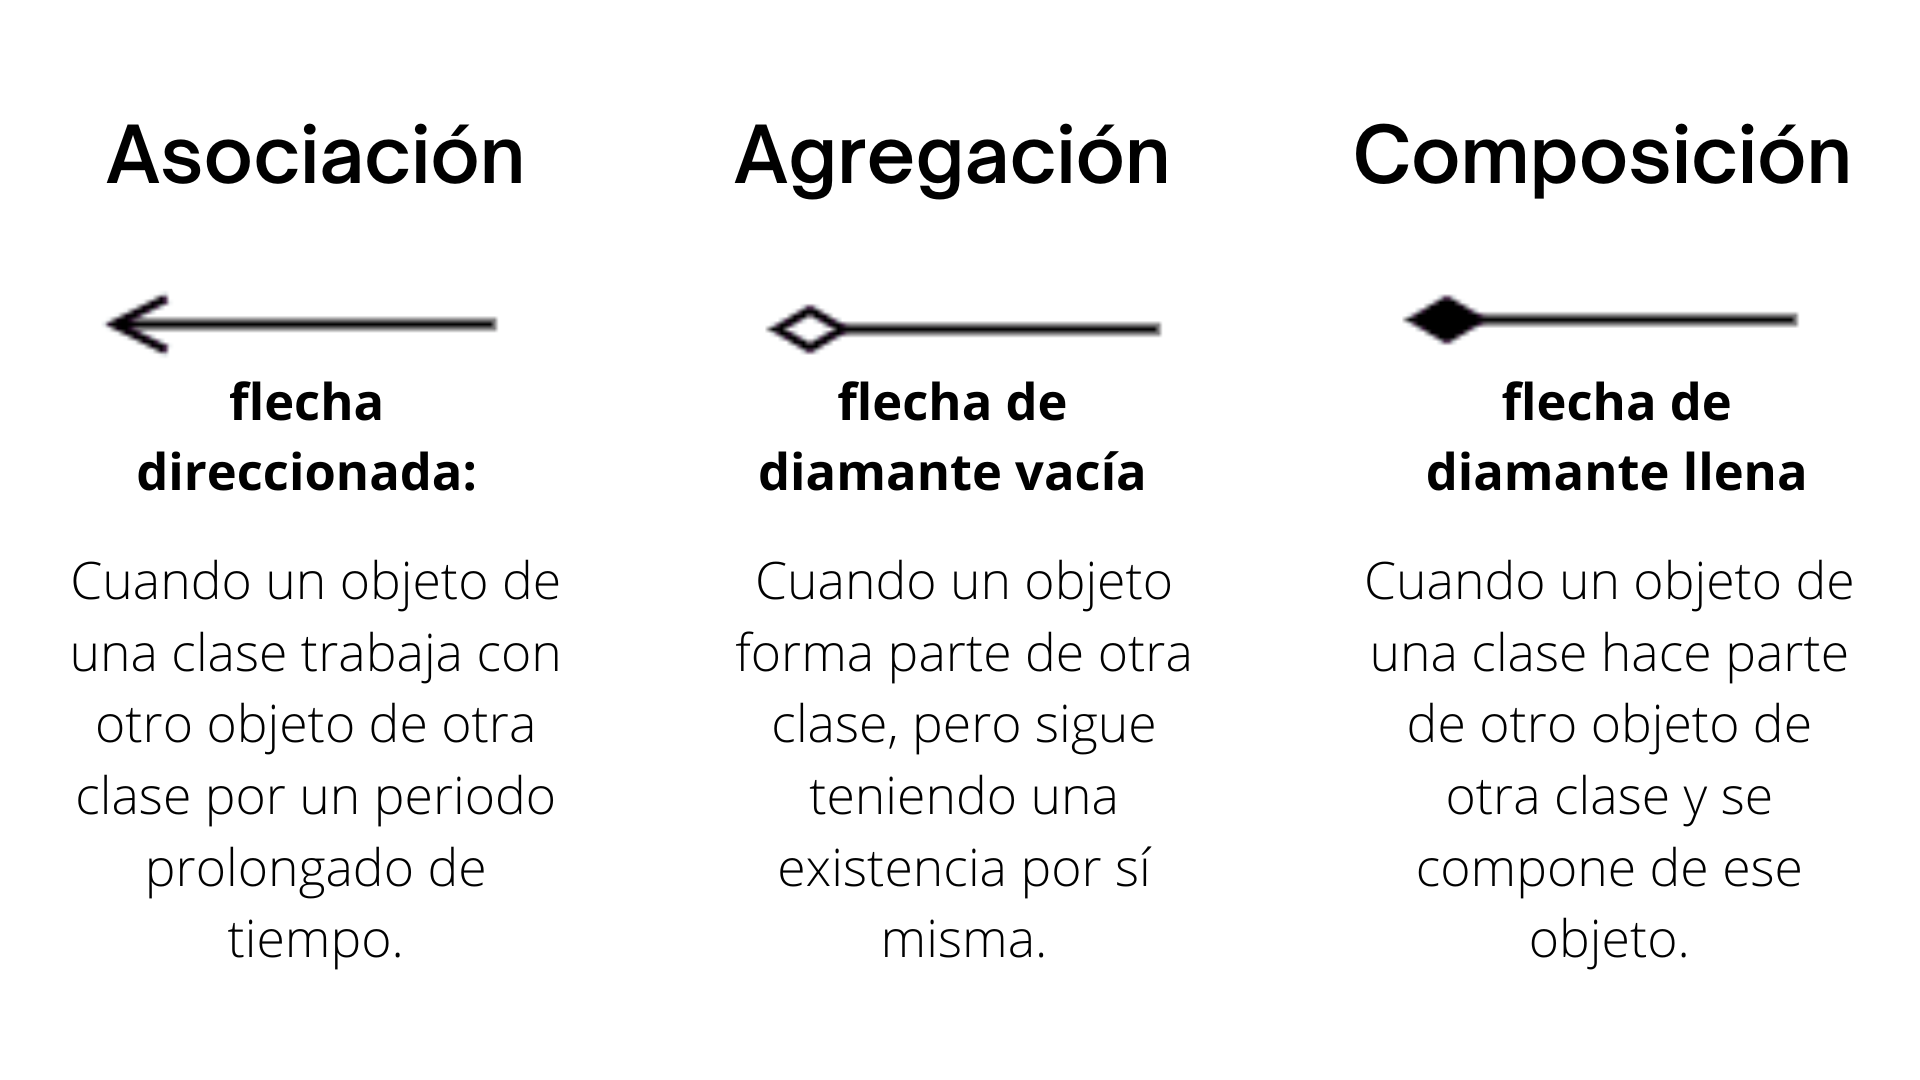 Asociación
flecha
direccionada:
Cuando un objeto de
una clase trabaja con
otro objeto de otra
clase por un periodo
prolongado de
tiempo.
Agregación
flecha de
diamante vacía
Cuando un objeto
forma parte de otra
clase, pero sigue
teniendo una
existencia por sí
misma.
Composición
flecha de
diamante llena
Cuando un objeto de
una clase hace parte
de otro objeto de
otra clase y se
compone de ese
objeto.